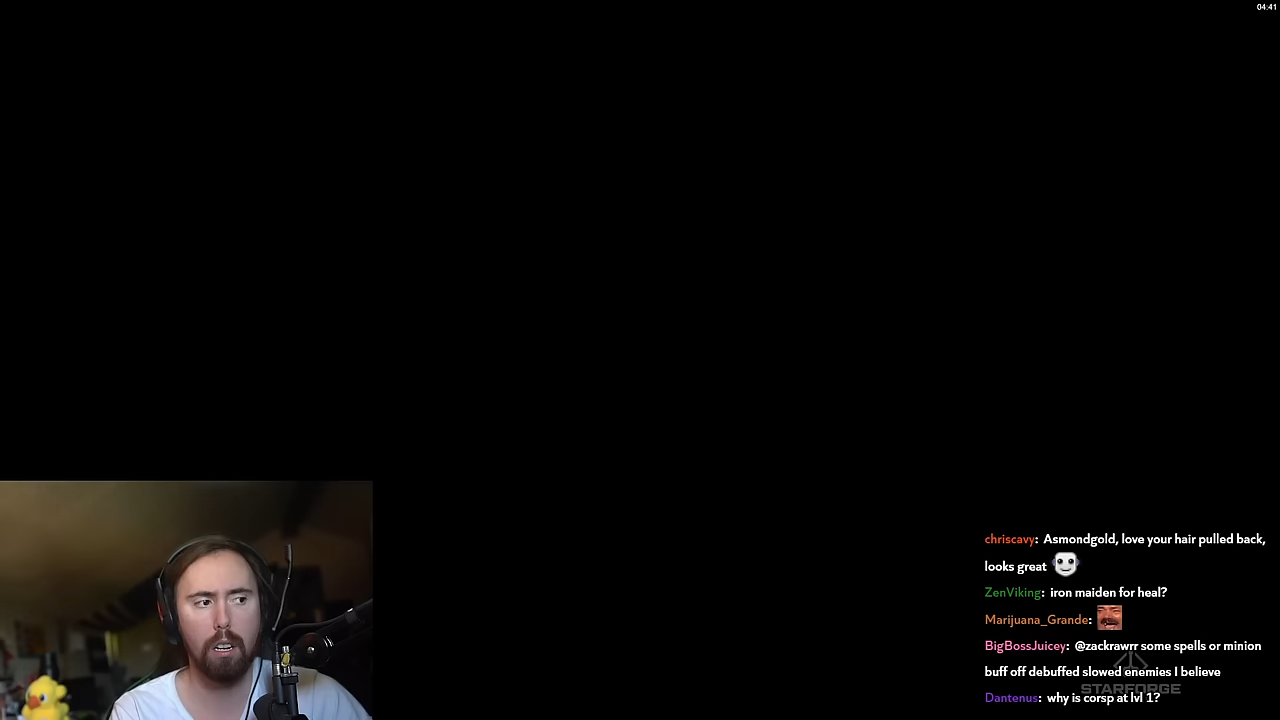 04:41
chriscavy: Asmondgold, love your hair pulled back,
looks great
ZenViking: iron maiden for heal?
Marijuana_Grande:
BigBossJuicey: @zackrawrr some spells or minion
buff off debuffed slowed enemies I believe
STARFORGE
Dantenus: why is corsp at lvl 1?